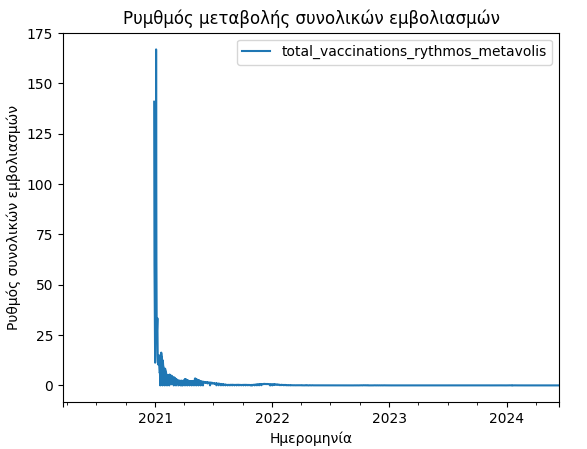 Ρυμθμός μεταβολής συνολικών εμβολιασμών
total_vaccinations_rythmos_metavolis
Ρυθμός συνολικών εμβολιασμών
175
150
125
100
75
50
25
0
2021 2022 2023 2024
Ημερομηνία